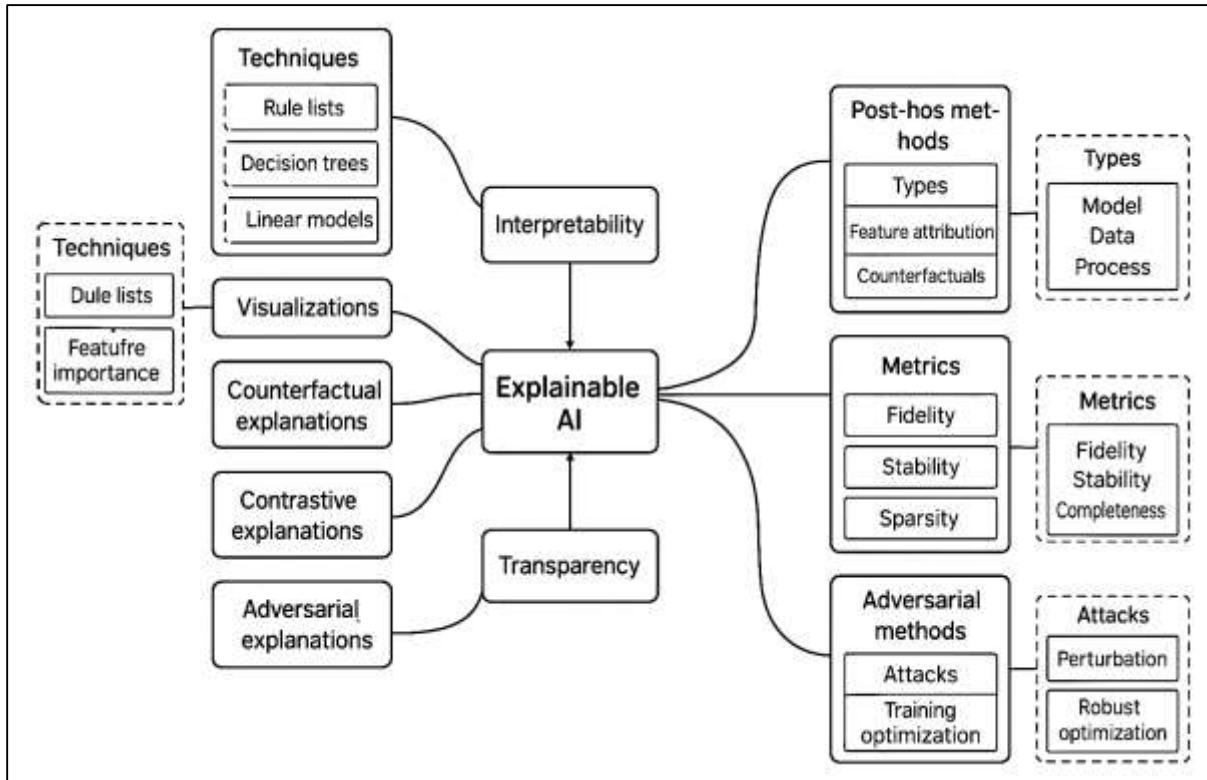 Techniques
Rule lists
Decision trees
Linear models
Techniques
Dule lists
Featufre
importance
Visualizations
Counterfactual
explanations
Contrastive
explanations
Adversarial
explanations
Interpretability
Explainable
AI
Transparency
Post-hos met-
hods
Types
Feature attribution
Counterfactuals
Types
Model
Data
Process
Metrics
Fidelity
Stability
Sparsity
Metrics
Fidelity
Stability
Completeness
Adversarial
methods
Attacks
Training
optimization
Attacks
Perturbation
Robust
optimization